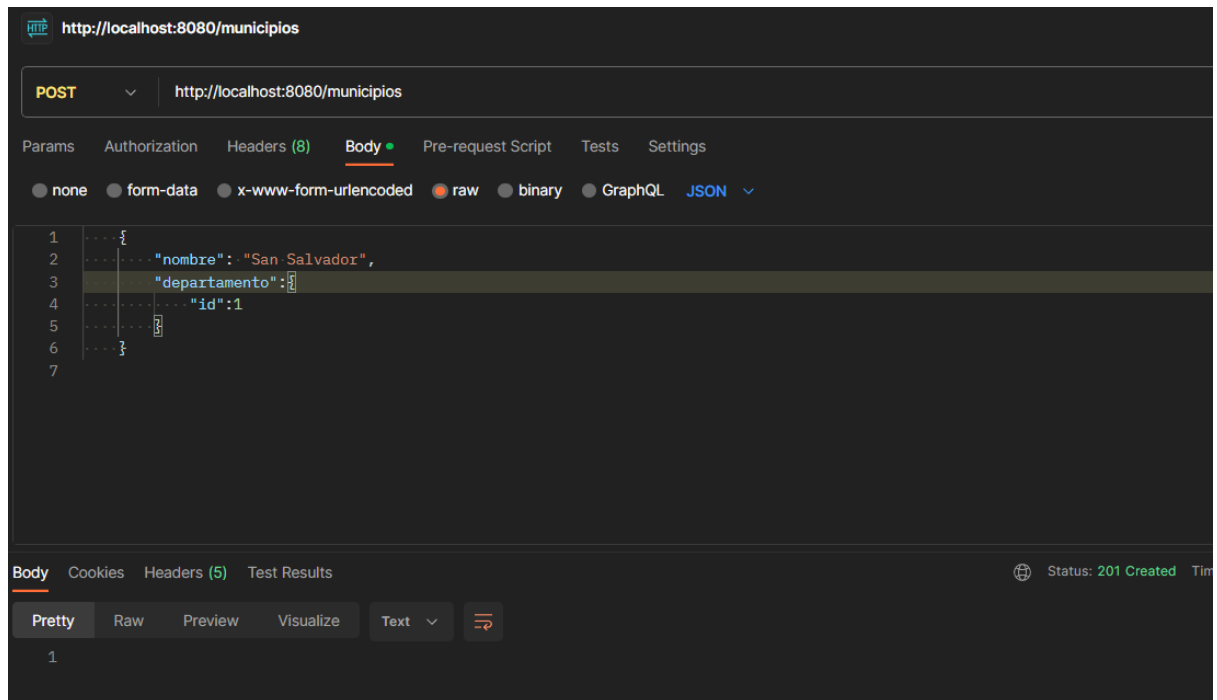 HTTP http://localhost:8080/municipios
POST http://localhost:8080/municipios
Params Authorization Headers (8) Body Pre-request Script Tests Settings
none form-data x-www-form-urlencoded raw binary GraphQL JSON
1 {
2 "nombre": "San Salvador",
3 "departamento":{
4 "id":1
5 }
6 }
7
Body Cookies Headers (5) Test Results Status: 201 Created Tim
Pretty Raw Preview Visualize Text
1